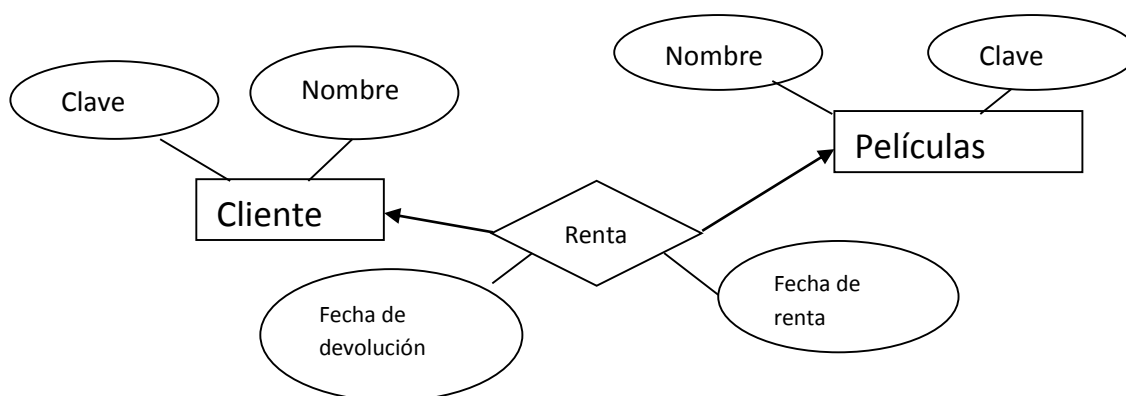 Nombre
Clave
Clave
Nombre
Películas
Cliente
Renta
Fecha de
devolución
Fecha de
renta